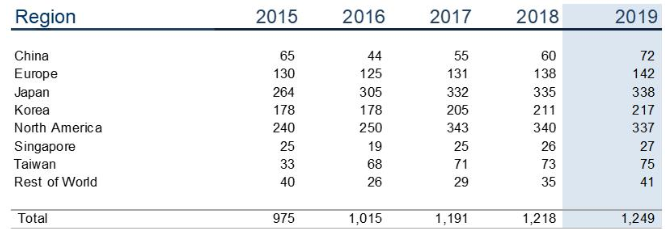 Region 2015 2016 2017 2018 2019
China 65 44 55 60 72
Europe 130 125 131 138 142
Japan 264 305 332 335 338
Korea 178 178 205 211 217
North America 240 250 343 340 337
Singapore 25 19 25 26 27
Taiwan 33 68 71 73 75
Rest of World 40 26 29 35 41
Total 975 1,015 1,191 1,218 1,249